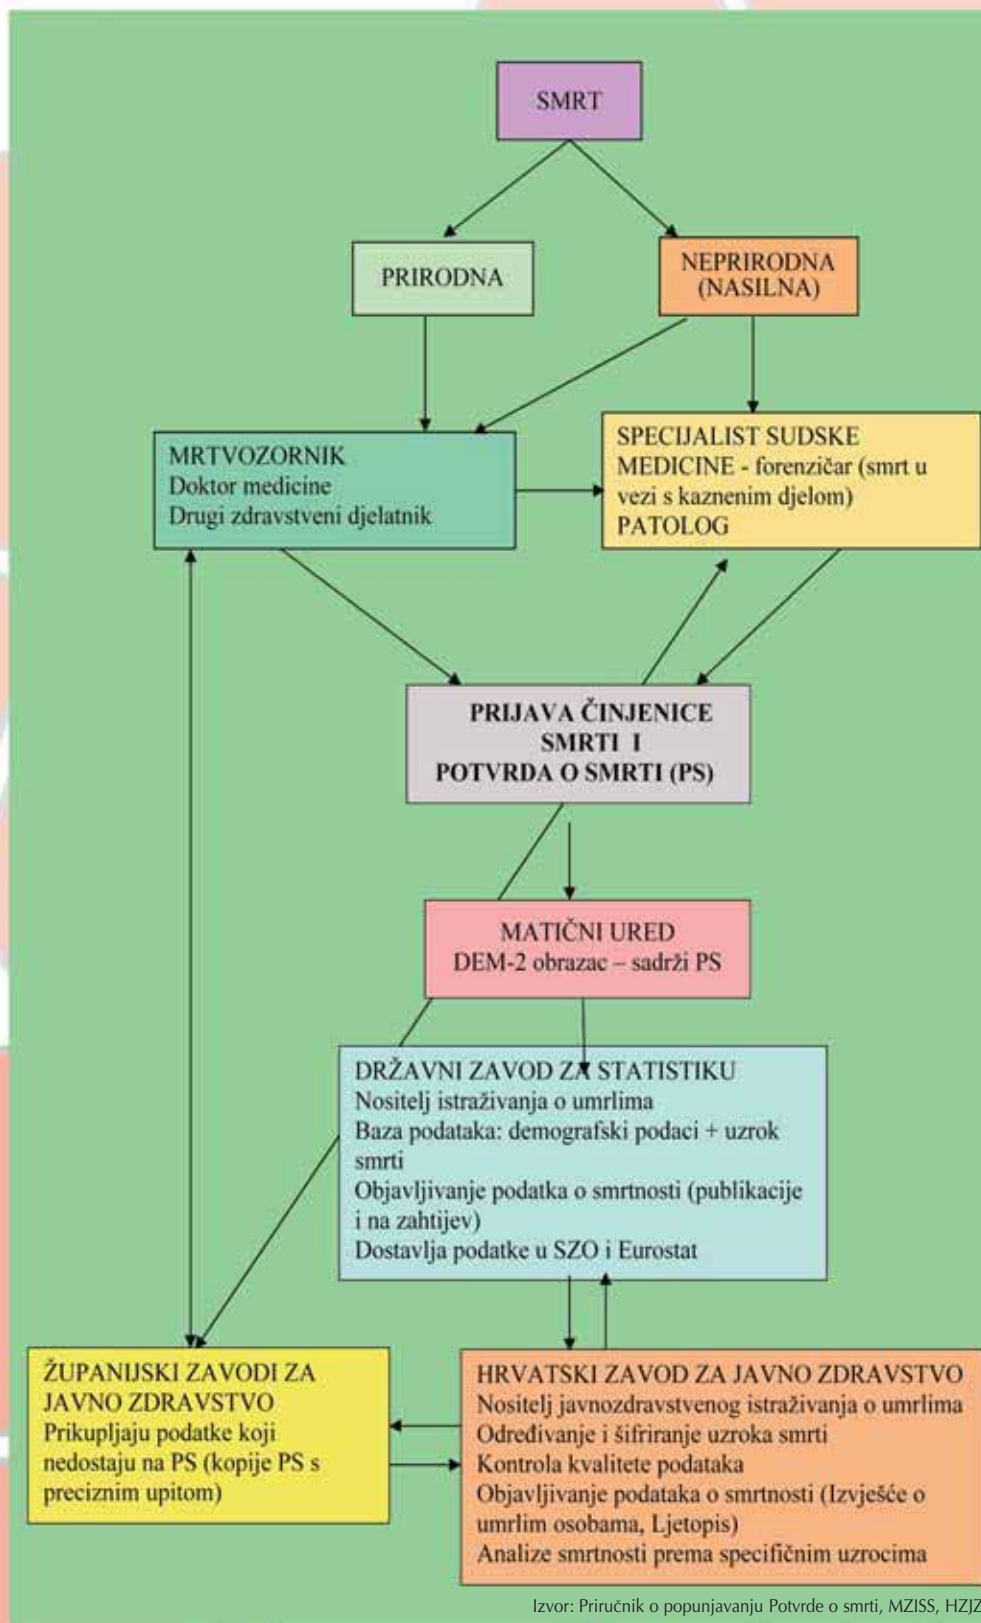 SMRT
PRIRODNA
NEPRIRODNA
(NASILNA)
MRTVOZORNIK
Doktor medicine
Drugi zdravstveni djelatnik
SPECIJALIST SUDSKE
MEDICINE - forenzičar (smrt u
vezi s kaznenim djelom)
PATOLOG
PRIJAVA ČINJENICE
SMRTI I
POTVRDA O SMRTI (PS)
MATIČNI URED
DEM-2 obrazac – sadrži PS
DRŽAVNI ZAVOD ZA STATISTIKU
Nositelj istraživanja o umrlima
Baza podataka: demografski podaci + uzrok
smrti
Objavljivanje podatka o smrtnosti (publikacije
i na zahtijev)
Dostavlja podatke u SZO i Eurostat
ŽUPANIJSKI ZAVODI ZA
JAVNO ZDRAVSTVO
Prikupljaju podatke koji
nedostaju na PS (kopije PS s
preciznim upitom)
HRVATSKI ZAVOD ZA JAVNO ZDRAVSTVO
Nositelj javnozdravstvenog istraživanja o umrlima
Određivanje i šifriranje uzroka smrti
Kontrola kvalitete podataka
Objavljivanje podataka o smrtnosti (Izvješće o
umrlim osobama, Ljetopis)
Analize smrtnosti prema specifičnim uzrocima
Izvor: Priručnik o popunjavanju Potvrde o smrti, MZISS, HZJZ